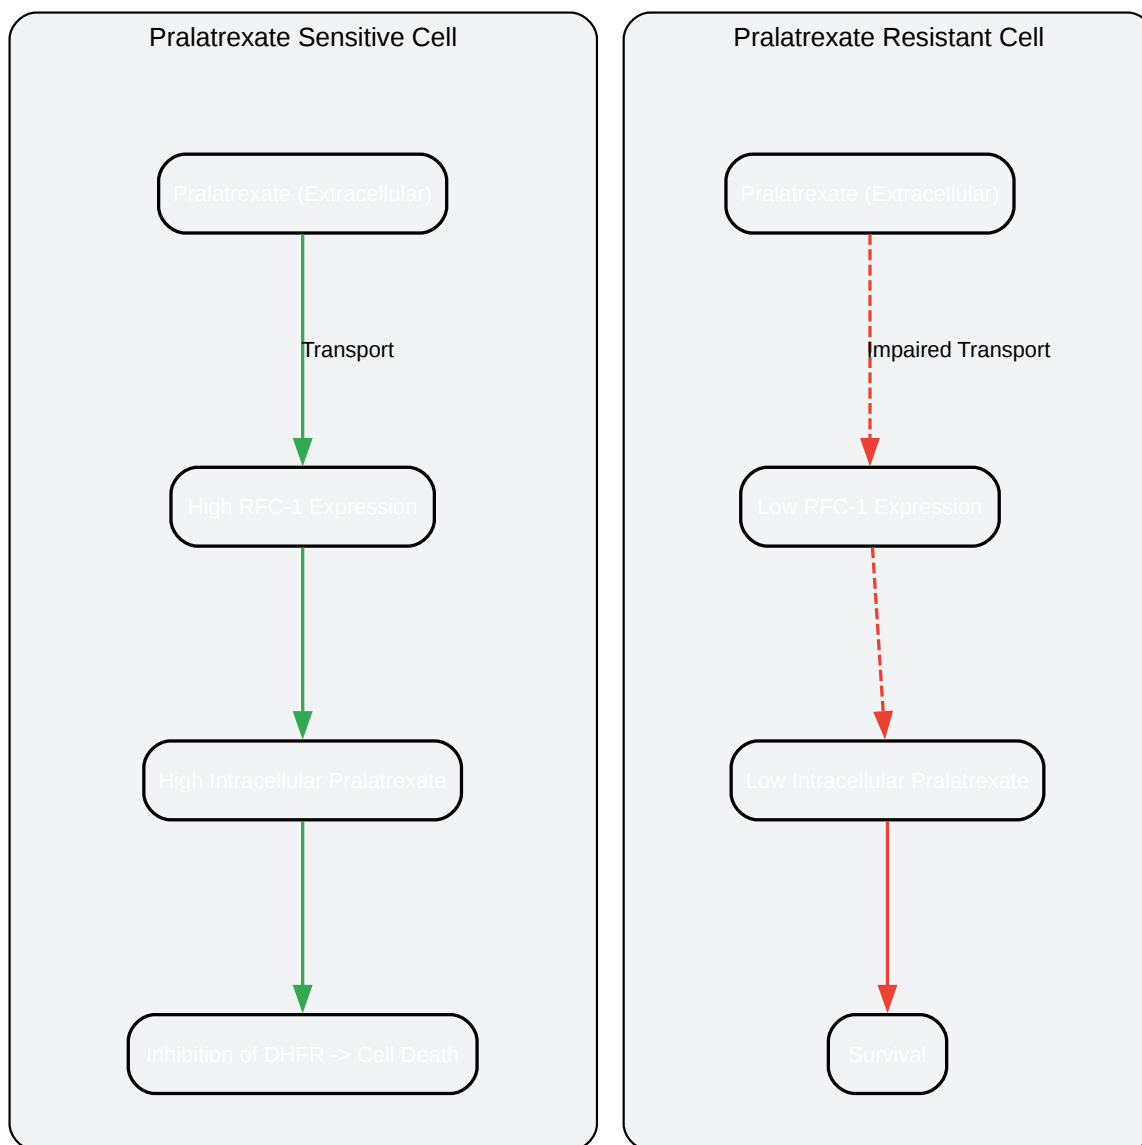 Pralatrexate Sensitive Cell
Pralatrexate (Extracellular)
Transport
High RFC-1 Expression
High Intracellular Pralatrexate
Inhibition of DHFR -> Cell Death
Pralatrexate Resistant Cell
Pralatrexate (Extracellular)
Impaired Transport
Low RFC-1 Expression
Low Intracellular Pralatrexate
Survival